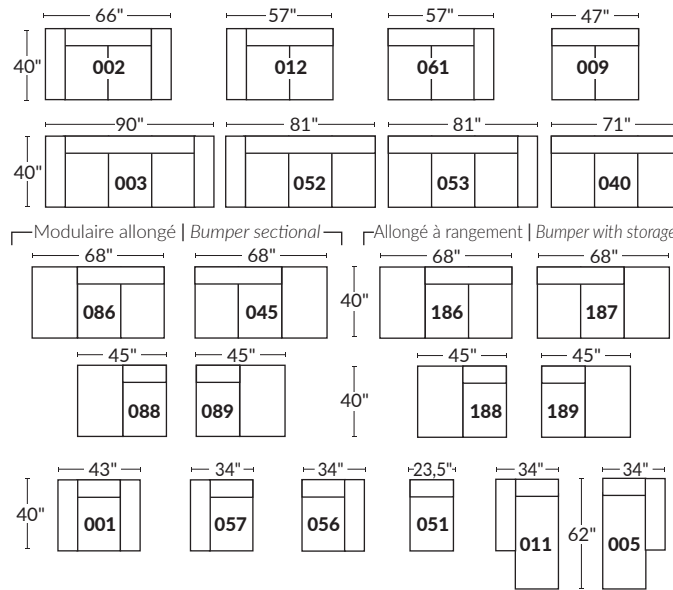 66" 57" 57" 47"
40" 002 012 061 009
90" 81" 81" 71"
40" 003 052 053 040
Modulaire allongé | Bumper sectional Allongé à rangement | Bumper with storage
68" 68" 68" 68"
086 045 40" 186 187
45" 45" 45" 45"
088 089 40" 188 189
43" 34" 34" 23,5" 34" 34"
40" 001 057 056 051 011 62" 005